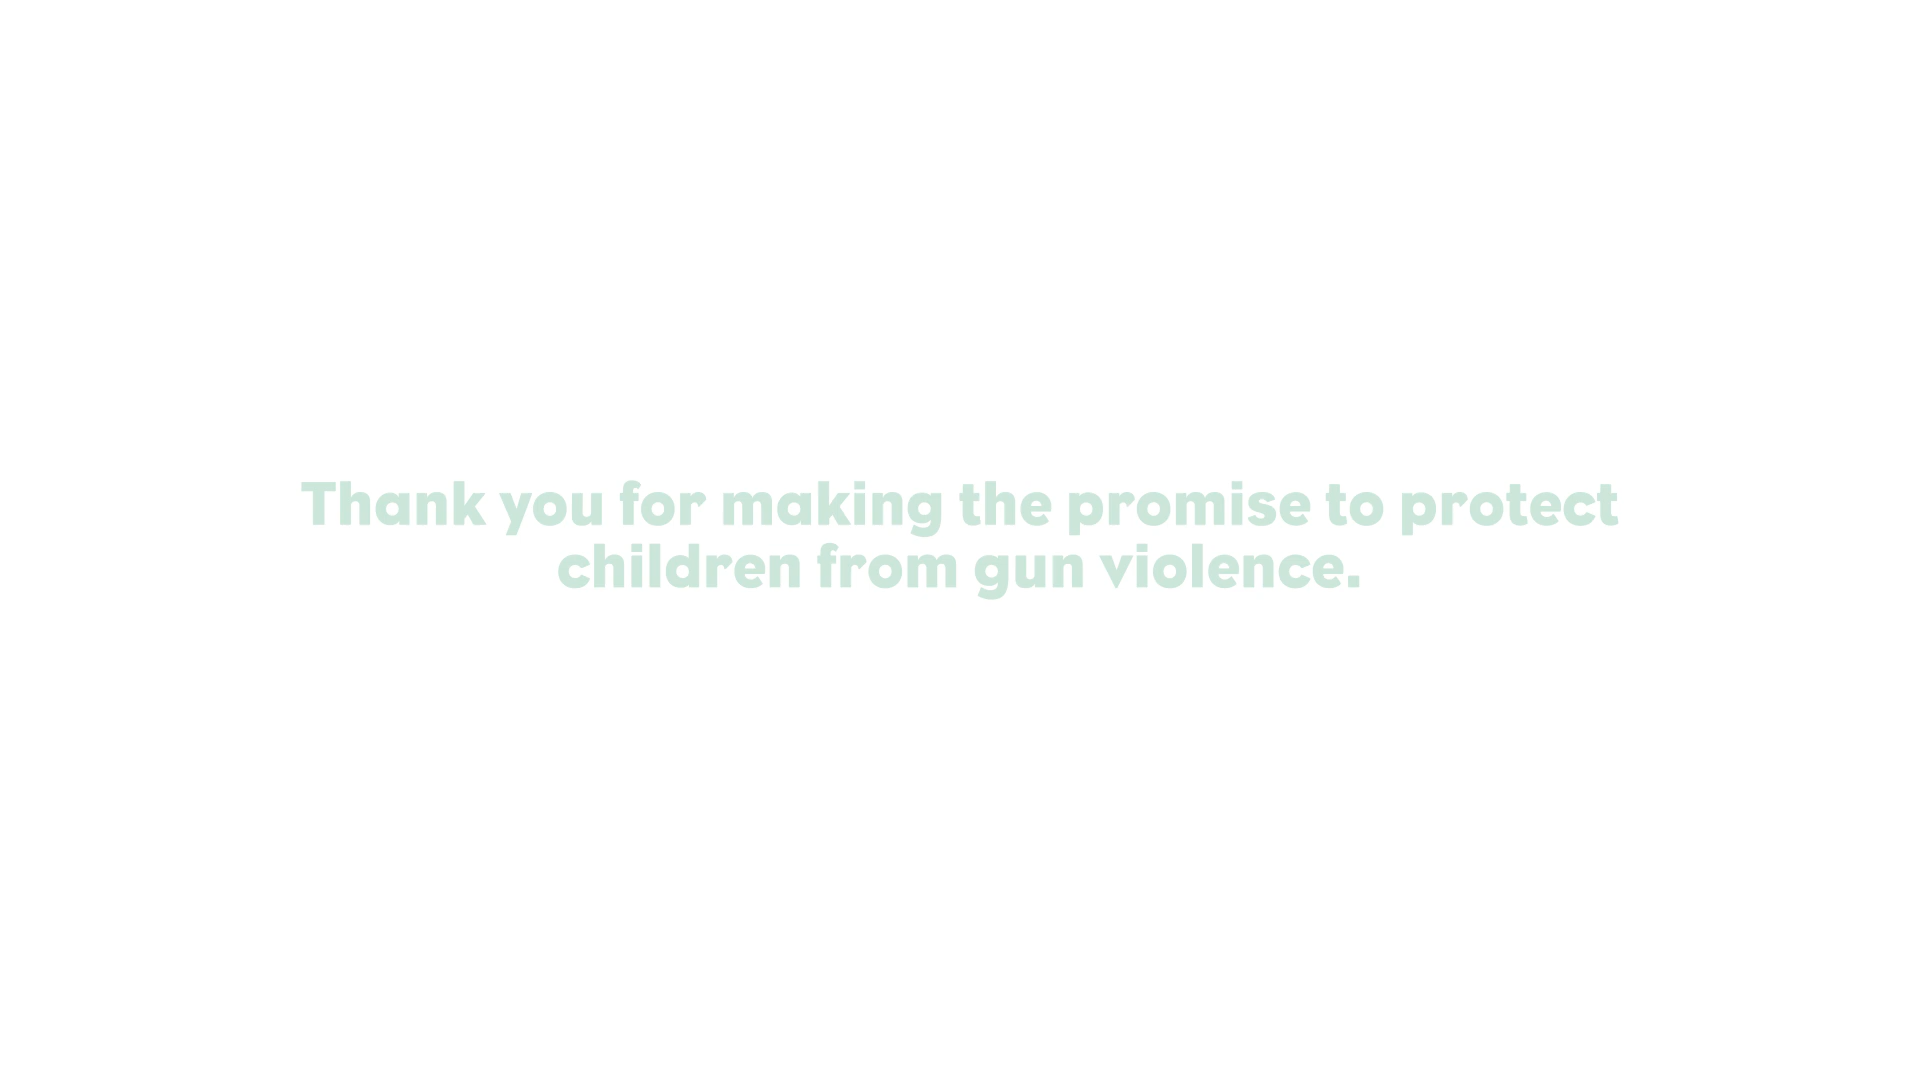 Thank you for making the promise to protect
children from gun violence.